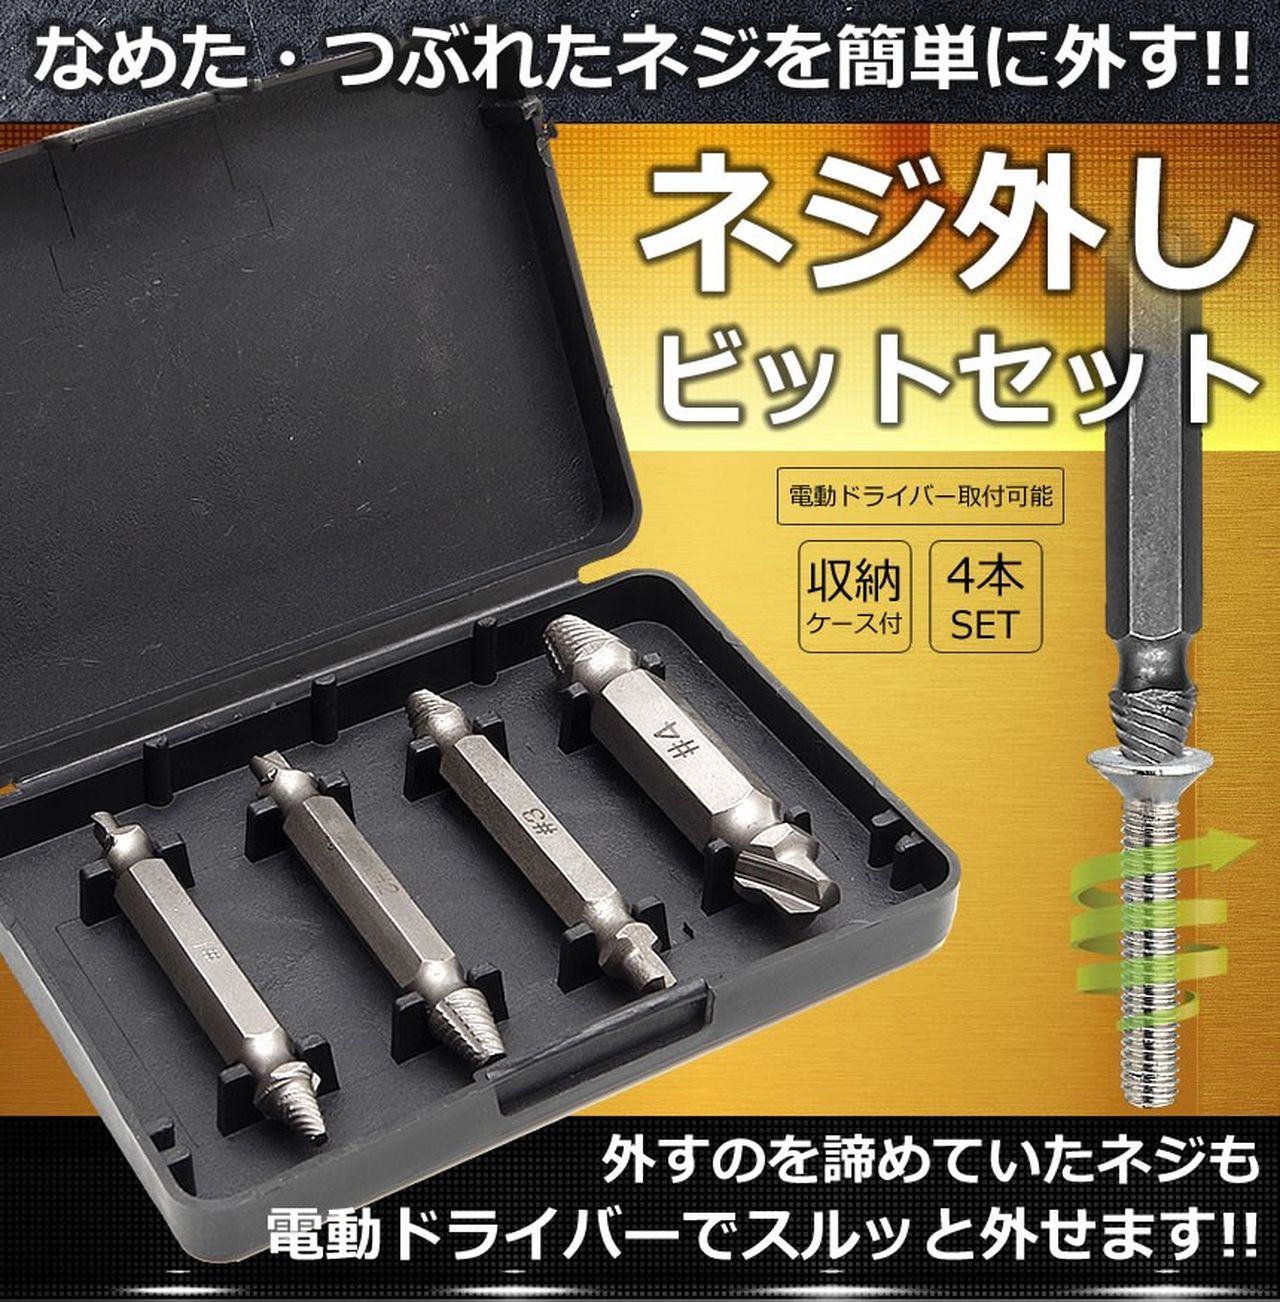 なめた・つぶれたネジを簡単に外す!!
ネジ外し
ビットセット
電動ドライバー取付可能
収納
ケース付
4本
SET
#4
#3
#2
#1
外すのを諦めていたネジも
電動ドライバーでスルッと外せます!!